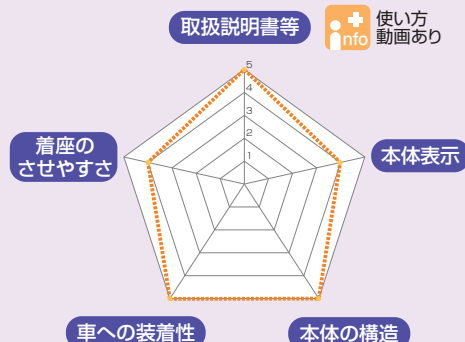 取扱説明書等
info
使い方
動画あり
5
4
3
2
1
着座の
させやすさ
本体表示
車への装着性
本体の構造